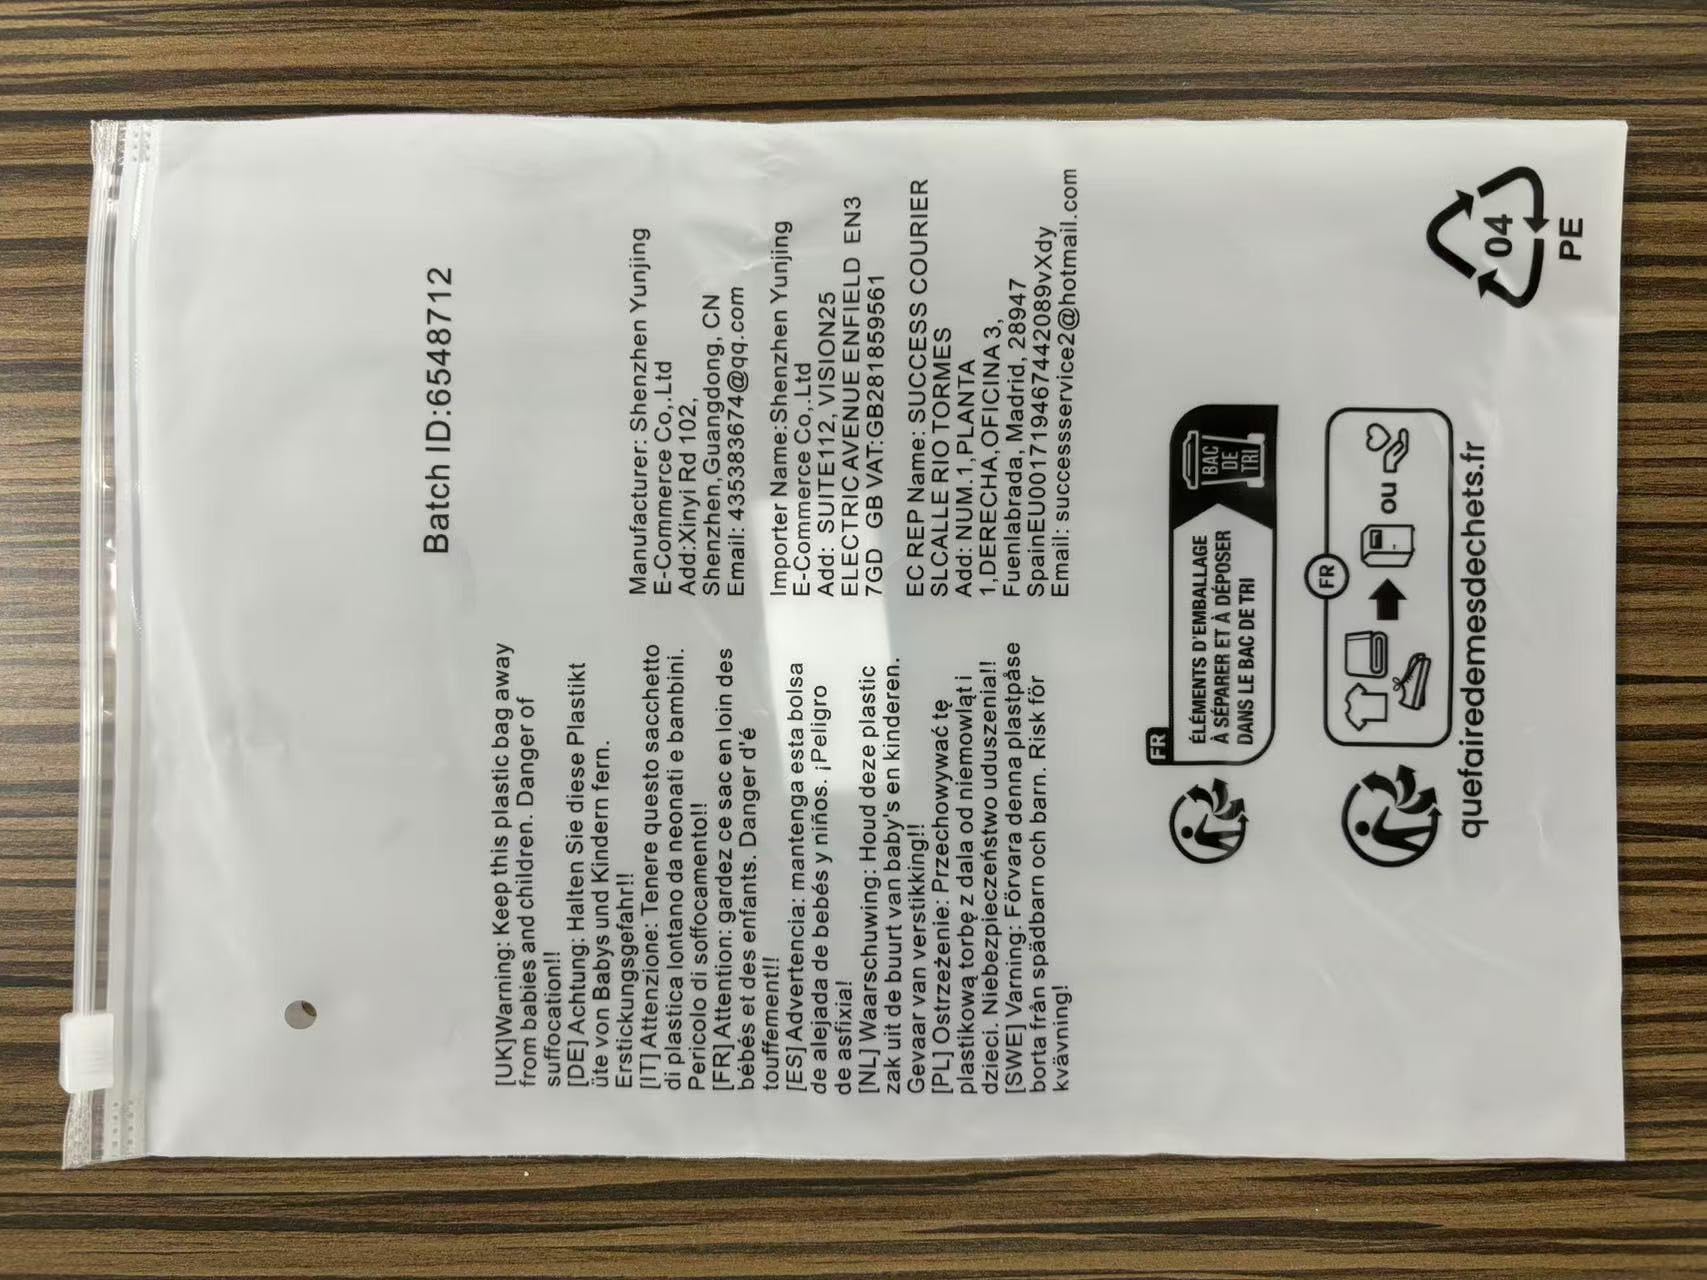 Batch ID:6548712
[UK]Warning: Keep this plastic bag away
from babies and children. Danger of
suffocation!!
[DE] Achtung: Halten Sie diese Plastikt
üte von Babys und Kindern fern.
Erstickungsgefahr!!
[IT] Attenzione: Tenere questo sacchetto
di plastica lontano da neonati e bambini.
Pericolo di soffocamento!!
[FR] Attention: gardez ce sac en loin des
bébés et des enfants. Danger d'é
touffement!!
[ES] Advertencia: mantenga esta bolsa
de alejada de bebés y niños. ¡Peligro
de asfixia!
[NL] Waarschuwing: Houd deze plastic
zak uit de buurt van baby's en kinderen.
Gevaar van verstikking!!
[PL] Ostrzeżenie: Przechowywać tę
plastikową torbę z dala od niemowląt i
dzieci. Niebezpieczeństwo uduszenia!!
[SWE] Varning: Förvara denna plastpåse
borta från spädbarn och barn. Risk för
kvävning!
Manufacturer: Shenzhen Yunjing
E-Commerce Co,.Ltd
Add:Xinyi Rd 102,
Shenzhen,Guangdong, CN
Email: 435383674@qq.com
Importer Name:Shenzhen Yunjing
E-Commerce Co,.Ltd
Add: SUITE112, VISION25
ELECTRIC AVENUE ENFIELD EN3
7GD GB VAT:GB281859561
EC REP Name: SUCCESS COURIER
SLCALLE RIO TORMES
Add: NUM.1,PLANTA
1,DERECHA,OFICINA 3,
Fuenlabrada, Madrid, 28947
SpainEU00171946744 2089vXdy
Email: successservice2@hotmail.com
FR
ÉLÉMENTS D'EMBALLAGE
À SÉPARER ET À DÉPOSER
DANS LE BAC DE TRI
BAC
DE
TRI
FR
ou
quefairedemesdechets.fr
04
PE